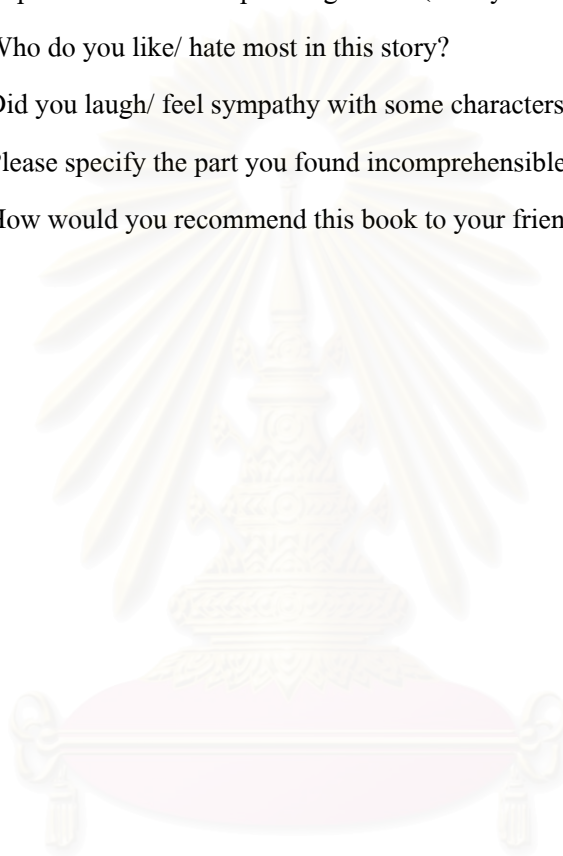 Who do you like/ hate most in this story?
Did you laugh/ feel sympathy with some characters
Please specify the part you found incomprehensible
How would you recommend this book to your frien